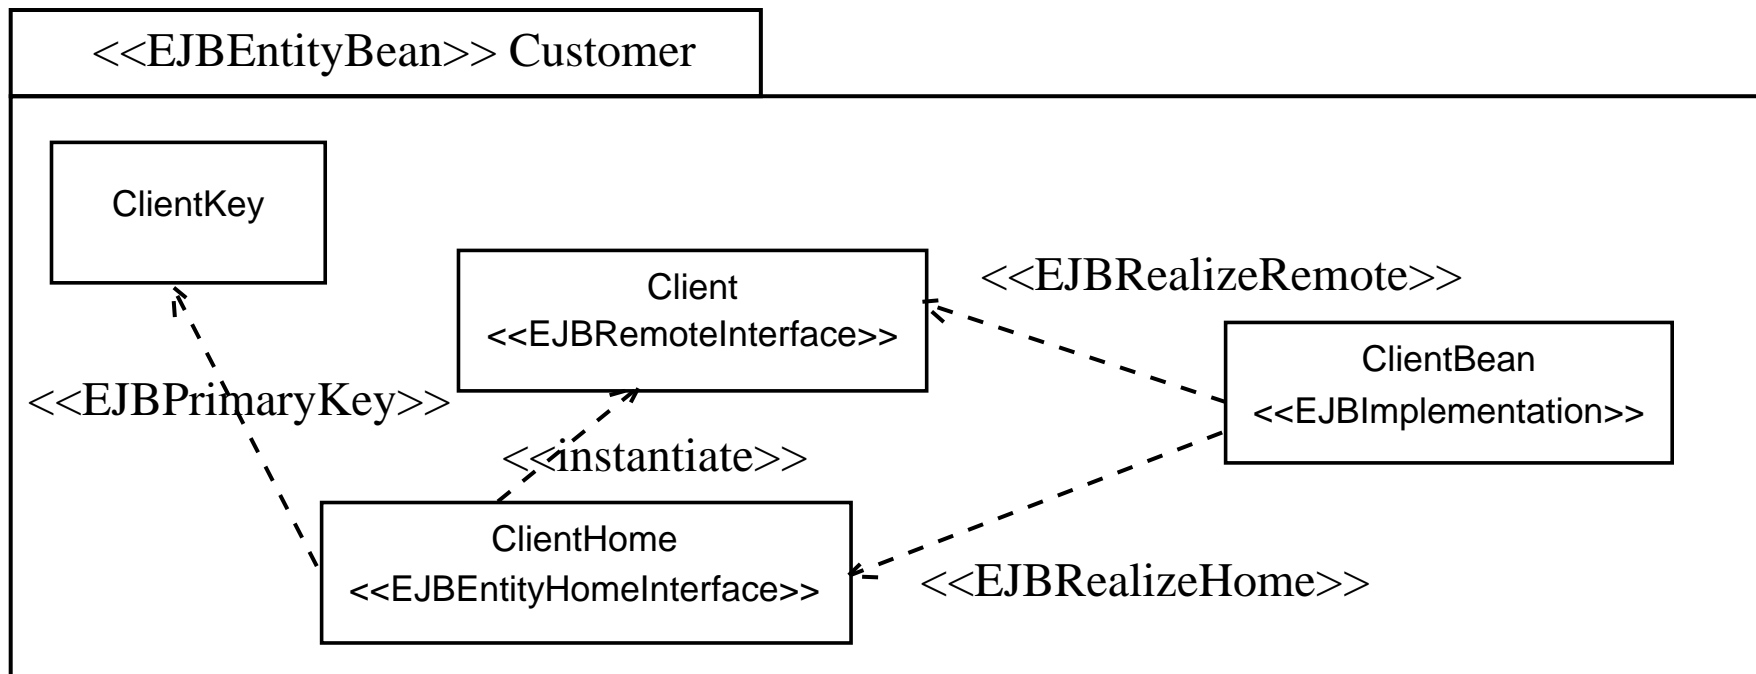 <<EJBEntityBean>> Customer
ClientKey
Client
<<EJBRemoteInterface>>
<<EJBRealizeRemote>>
ClientBean
<<EJBImplementation>>
<<EJBPrimaryKey>>
<<instantiate>>
ClientHome
<<EJBEntityHomeInterface>>
<<EJBRealizeHome>>